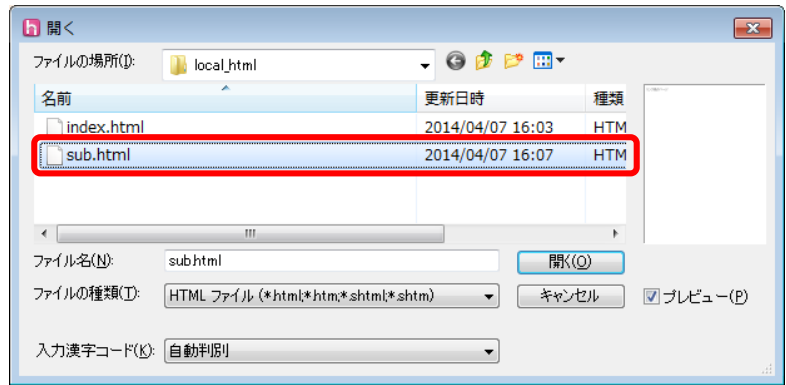 開く
ファイルの場所(I):
local_html
名前 更新日時 種類
index.html 2014/04/07 16:03 HTM
sub.html 2014/04/07 16:07 HTM
ファイル名(N): sub.html 開く(O)
ファイルの種類(T): HTML ファイル (*.html;*.htm;*.shtml;*.shtm) キャンセル プレビュー(P)
入力漢字コード(K): 自動判別